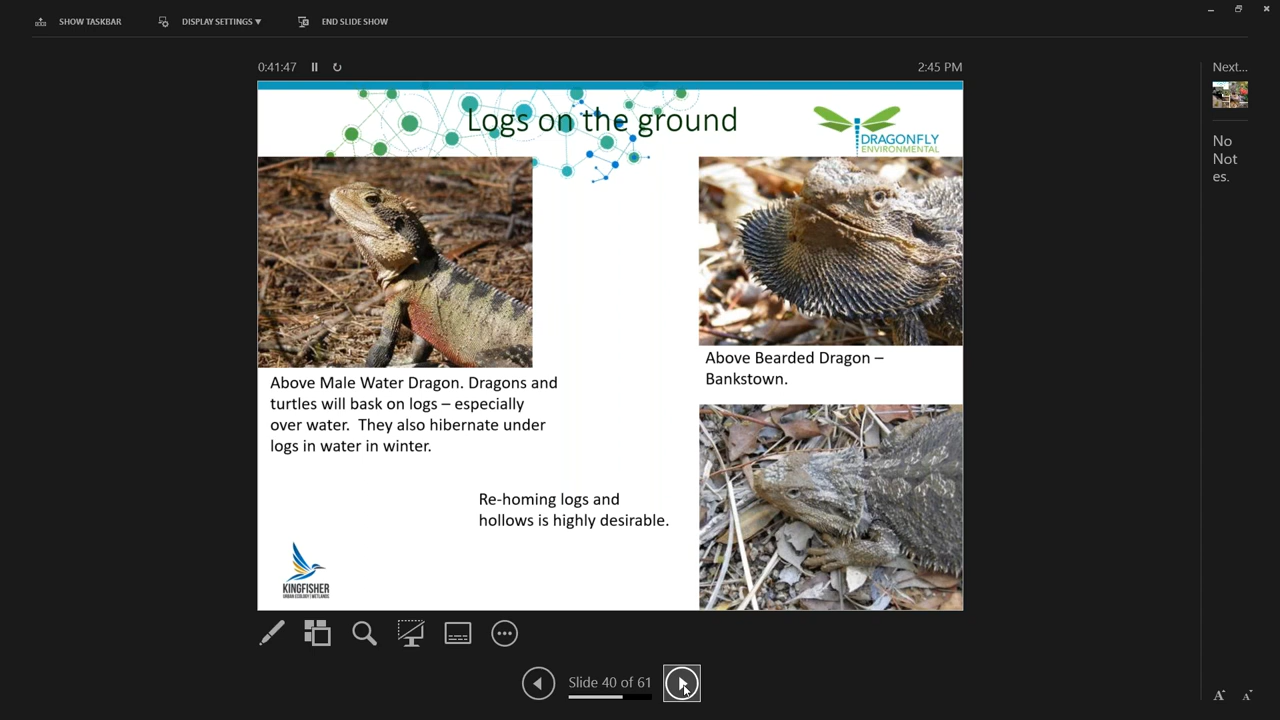 SHOW TASKBAR
DISPLAY SETTINGS
END SLIDE SHOW
0:41:47
2:45 PM
Next...
Logs on the ground
DRAGONFLY
ENVIRONMENTAL
No
Not
es.
Above Bearded Dragon –
Bankstown.
Above Male Water Dragon. Dragons and
turtles will bask on logs – especially
over water. They also hibernate under
logs in water in winter.
Re-homing logs and
hollows is highly desirable.
KINGFISHER
URBAN ECOLOGY | WETLANDS
Slide 40 of 61
A A